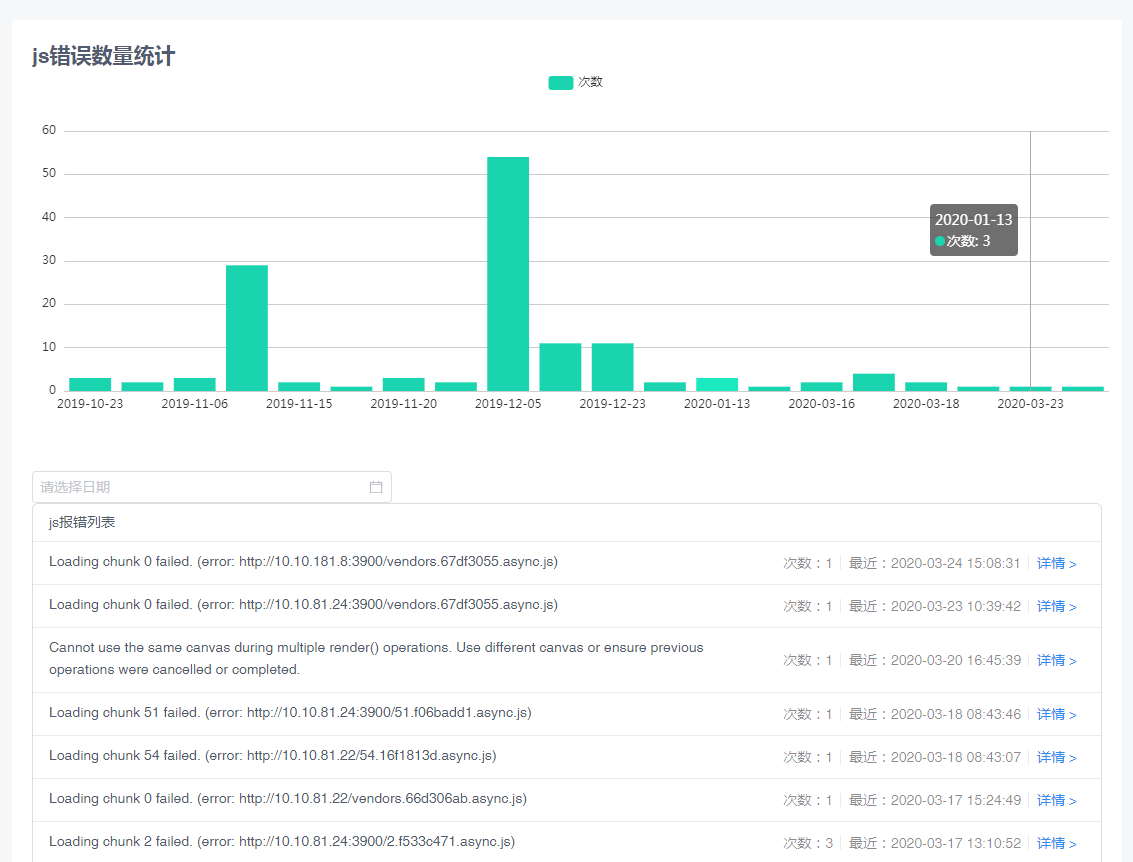 js错误数量统计
次数
60
50
40
30
20
10
0
2020-01-13
次数: 3
2019-10-23 2019-11-06 2019-11-15 2019-11-20 2019-12-05 2019-12-23 2020-01-13 2020-03-16 2020-03-18 2020-03-23
请选择日期
js报错列表
Loading chunk 0 failed. (error: http://10.10.181.8:3900/vendors.67df3055.async.js) 次数：1 最近：2020-03-24 15:08:31 详情 >
Loading chunk 0 failed. (error: http://10.10.81.24:3900/vendors.67df3055.async.js) 次数：1 最近：2020-03-23 10:39:42 详情 >
Cannot use the same canvas during multiple render() operations. Use different canvas or ensure previous
operations were cancelled or completed. 次数：1 最近：2020-03-20 16:45:39 详情 >
Loading chunk 51 failed. (error: http://10.10.81.24:3900/51.f06badd1.async.js) 次数：1 最近：2020-03-18 08:43:46 详情 >
Loading chunk 54 failed. (error: http://10.10.81.22/54.16f1813d.async.js) 次数：1 最近：2020-03-18 08:43:07 详情 >
Loading chunk 0 failed. (error: http://10.10.81.22/vendors.66d306ab.async.js) 次数：1 最近：2020-03-17 15:24:49 详情 >
Loading chunk 2 failed. (error: http://10.10.81.24:3900/2.f533c471.async.js) 次数：3 最近：2020-03-17 13:10:52 详情 >